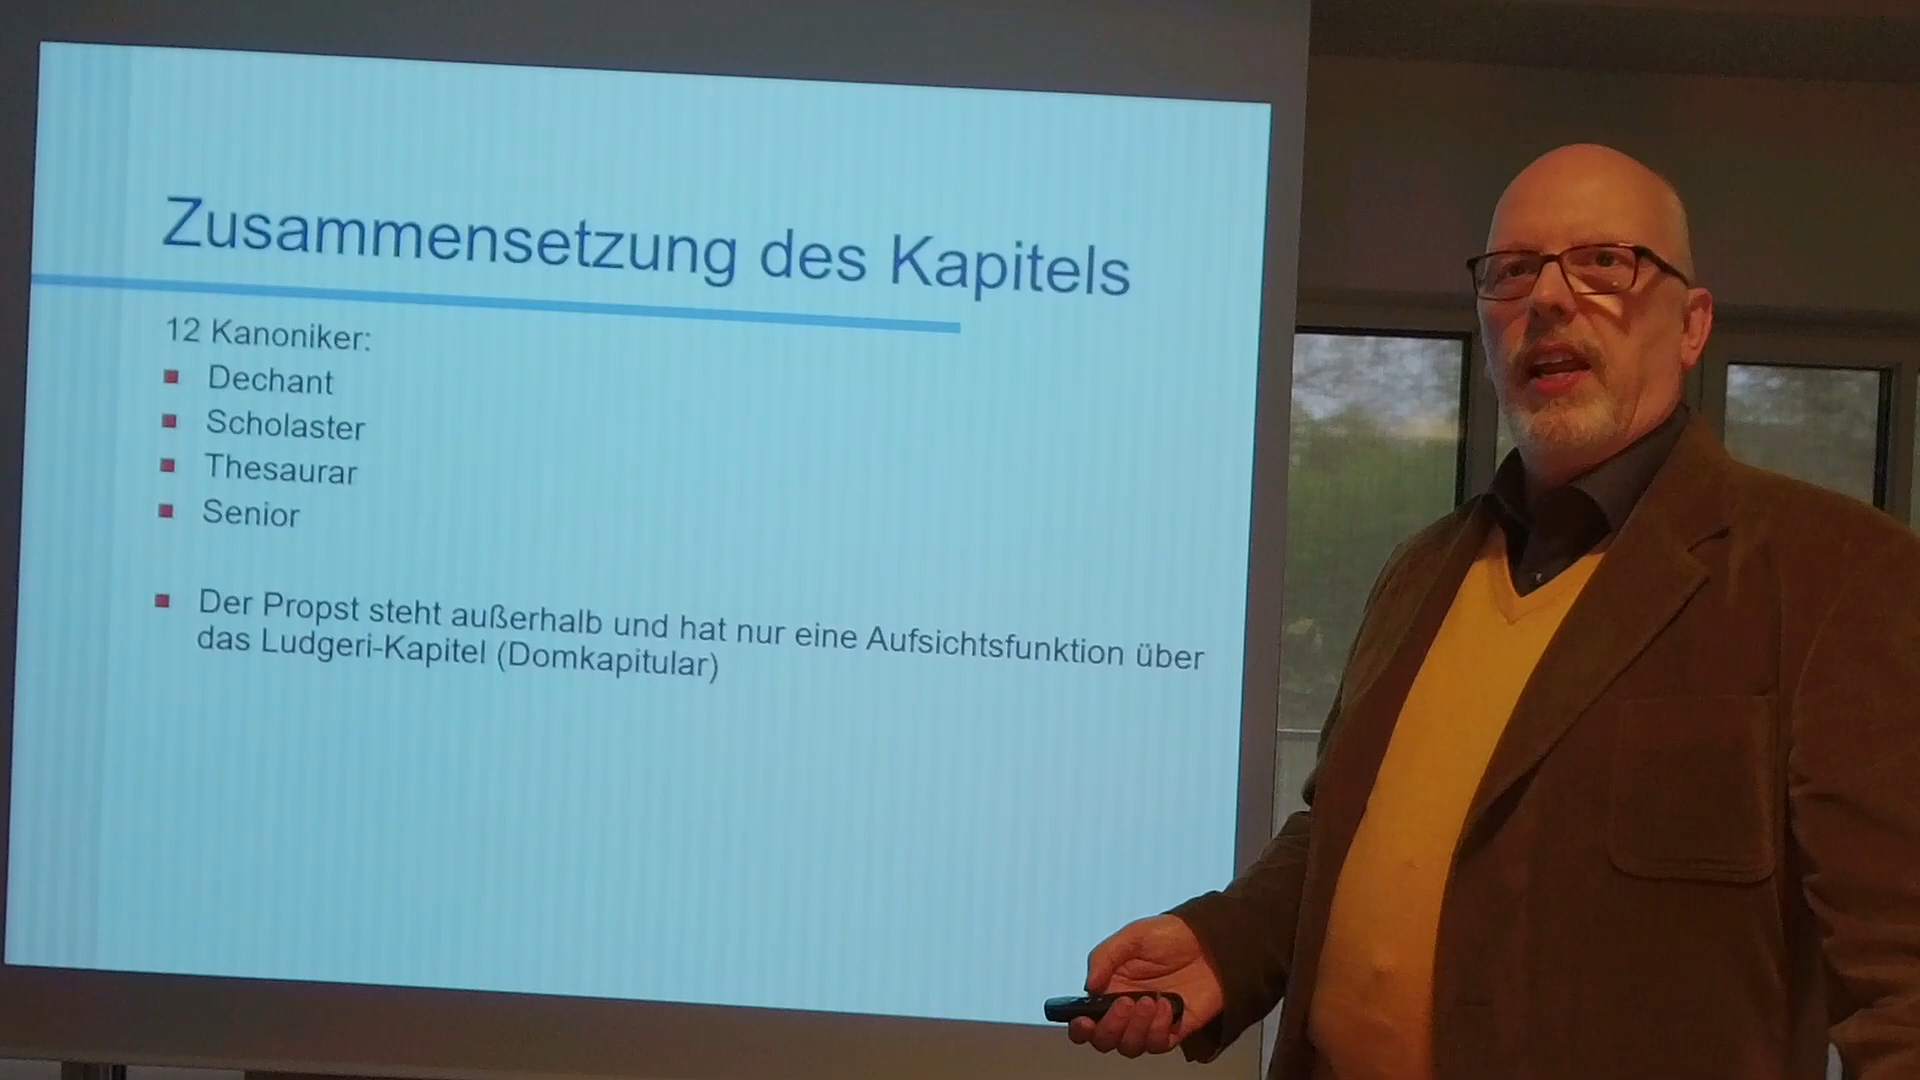 Zusammensetzung des Kapitels
12 Kanoniker:
Dechant
Scholaster
Thesaurar
Senior
Der Propst steht außerhalb und hat nur eine Aufsichtsfunktion über
das Ludgeri-Kapitel (Domkapitular)